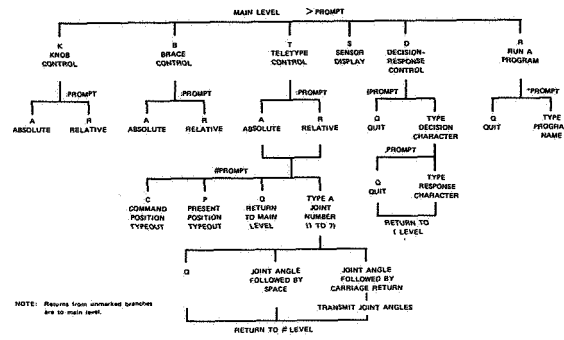 MAIN LEVEL >PROMPT
K
KNOB
CONTROL
B
BRACE
CONTROL
T
TELETYPE
CONTROL
S
SENSOR
DISPLAY
D
DECISION-
RESPONSE
CONTROL
R
RUN A
PROGRAM
:PROMPT
:PROMPT
:PROMPT
(PROMPT
*PROMPT
A
ABSOLUTE
R
RELATIVE
A
ABSOLUTE
R
RELATIVE
A
ABSOLUTE
R
RELATIVE
Q
QUIT
TYPE
DECISION
CHARACTER
Q
QUIT
TYPE
PROGRA
NAME
#PROMPT
.PROMPT
C
COMMAND
POSITION
TYPEOUT
P
PRESENT
POSITION
TYPEOUT
Q
RETURN
TO MAIN
LEVEL
TYPE A
JOINT
NUMBER
(1 TO 7)
Q
QUIT
TYPE
RESPONSE
CHARACTER
RETURN TO
( LEVEL
Q
JOINT ANGLE
FOLLOWED BY
SPACE
JOINT ANGLE
FOLLOWED BY
CARRIAGE RETURN
TRANSMIT JOINT ANGLES
RETURN TO # LEVEL
NOTE: Returns from unmarked branches
are to main level.